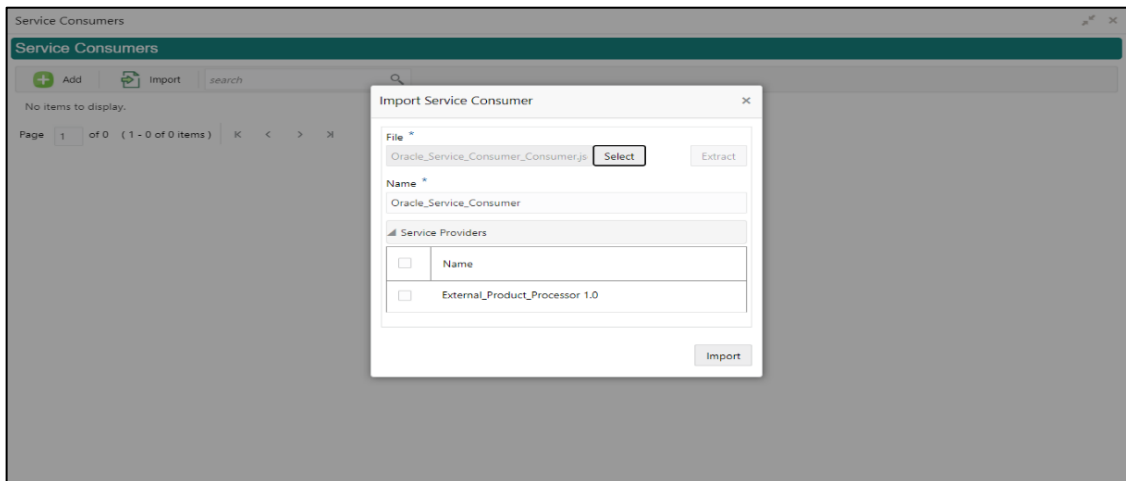 Service Consumers
Service Consumers
Add Import search
No items to display.
Page 1 of 0 (1 - 0 of 0 items) K < > K
Import Service Consumer ×
File *
Oracle_Service_Consumer_Consumer.js Select Extract
Name *
Oracle_Service_Consumer
Service Providers
Name
External_Product_Processor 1.0
Import